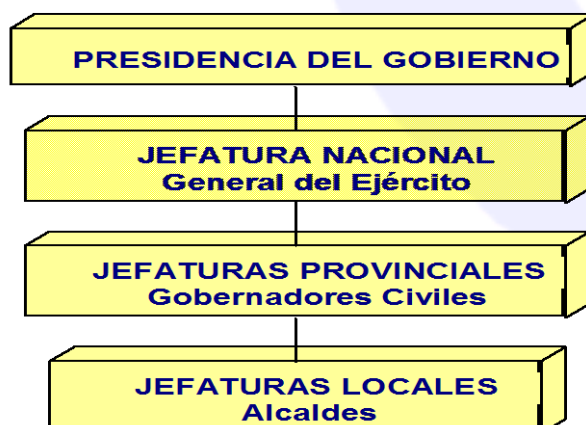 PRESIDENCIA DEL GOBIERNO
JEFATURA NACIONAL
General del Ejército
JEFATURAS PROVINCIALES
Gobernadores Civiles
JEFATURAS LOCALES
Alcaldes